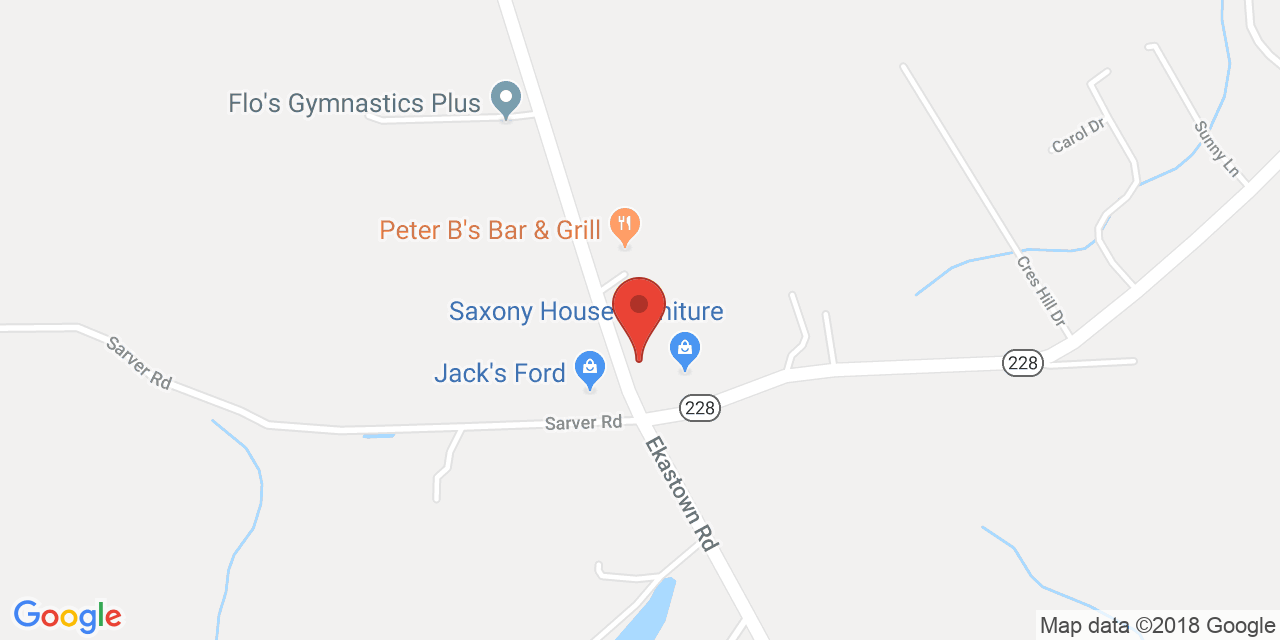 Flo's Gymnastics Plus
Carol Dr
Sunny Ln
Peter B's Bar & Grill
Cres Hill Dr
Saxony House
niture
Sarver Rd
228
Jack's Ford
228
Sarver Rd
Ekastown Rd
Google
Map data ©2018 Google